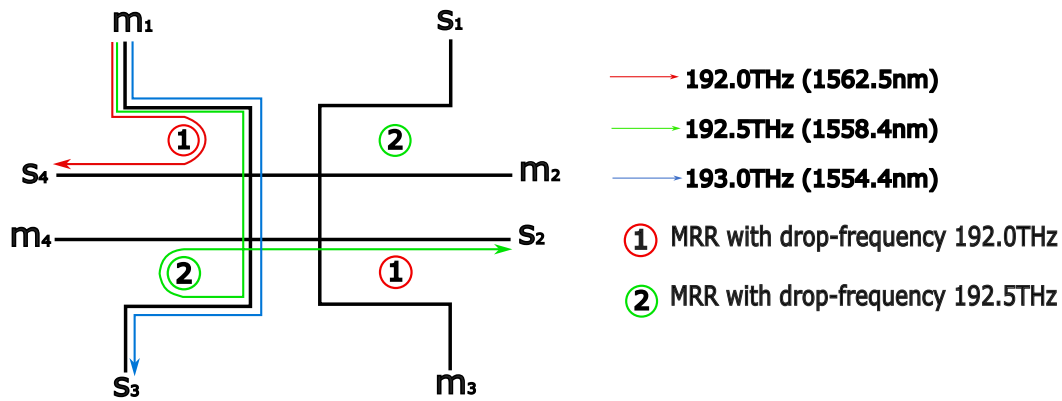 m₁
s₁
192.0THz (1562.5nm)
2
192.5THz (1558.4nm)
1
s₄
m₂
193.0THz (1554.4nm)
m₄
s₂
1 MRR with drop-frequency 192.0THz
2
1
2 MRR with drop-frequency 192.5THz
s₃
m₃